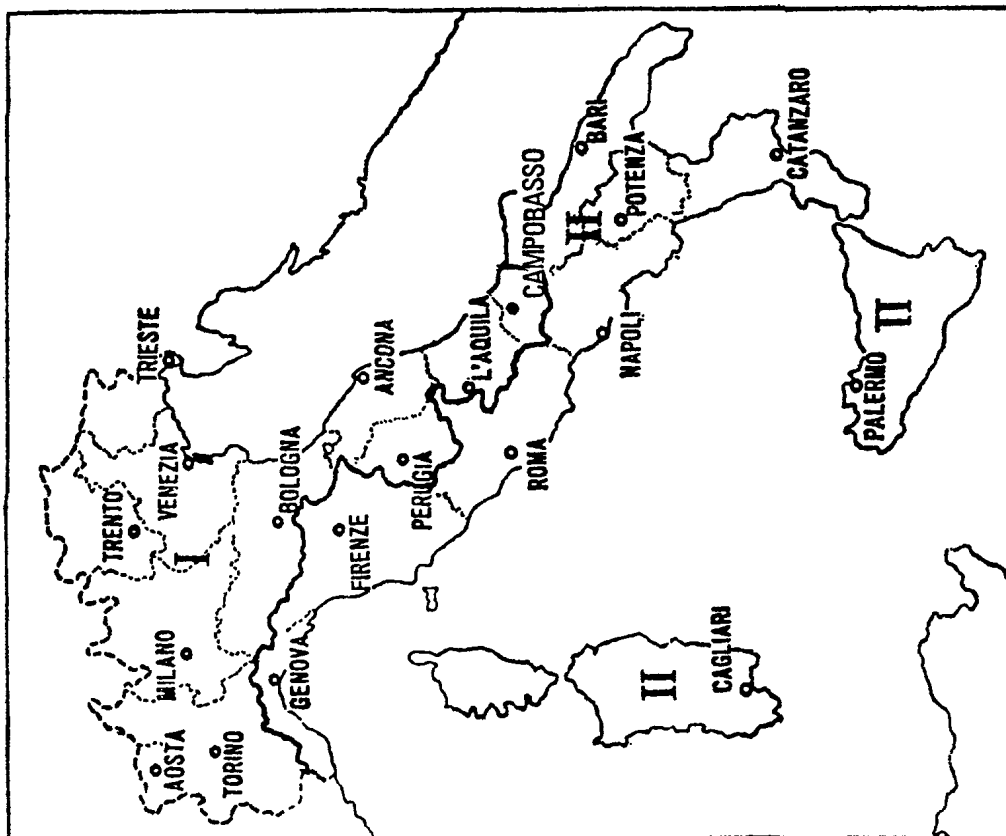 TRIESTE
TRENTO
VENEZIA
I
MILANO
AOSTA
TORINO
BOLOGNA
GENOVA
ANCONA
FIRENZE
PERUGIA
L'AQUILA
ROMA
CAMPOBASSO
BARI
II
POTENZA
NAPOLI
CATANZARO
II
CAGLIARI
PALERMO
II